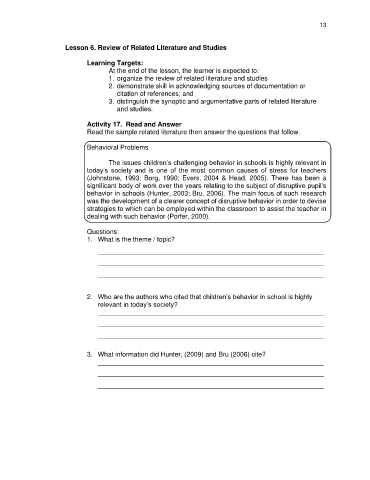 13
Lesson 6. Review of Related Literature and Studies
Learning Targets:
At the end of the lesson, the learner is expected to:
1. organize the review of related literature and studies
2. demonstrate skill in acknowledging sources of documentation or
citation of references; and
3. distinguish the synoptic and argumentative parts of related literature
and studies.
Activity 17. Read and Answer
Read the sample related literature then answer the questions that follow.
Behavioral Problems
The issues children's challenging behavior in schools is highly relevant in
today's society and is one of the most common causes of stress for teachers
(Johnstone, 1993; Borg, 1990; Evers, 2004 & Head, 2005). There has been a
significant body of work over the years relating to the subject of disruptive pupil's
behavior in schools (Hunter, 2003; Bru, 2006). The main focus of such research
was the development of a clearer concept of disruptive behavior in order to devise
strategies to which can be employed within the classroom to assist the teacher in
dealing with such behavior (Porfer, 2000).
Questions:
1. What is the theme / topic?
2. Who are the authors who cited that children's behavior in school is highly
relevant in today's society?
3. What information did Hunter, (2009) and Bru (2006) cite?